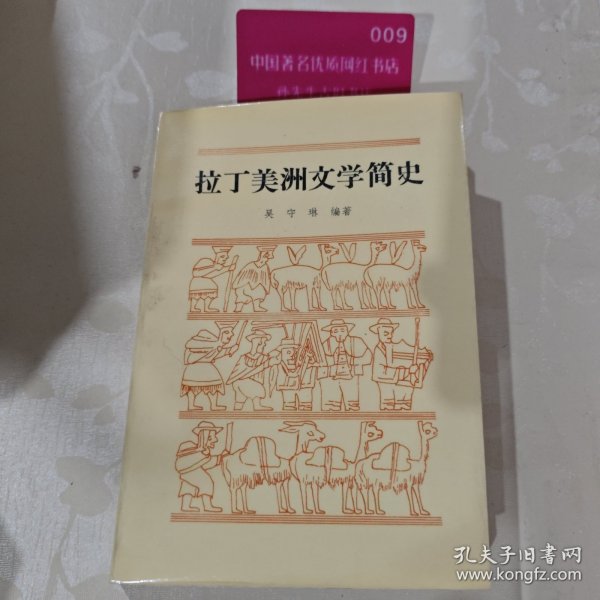 009
中国著名优质网红书店
拉丁美洲文学简史
吴守琳 编著
孔夫子旧书网
www.kongfz.com